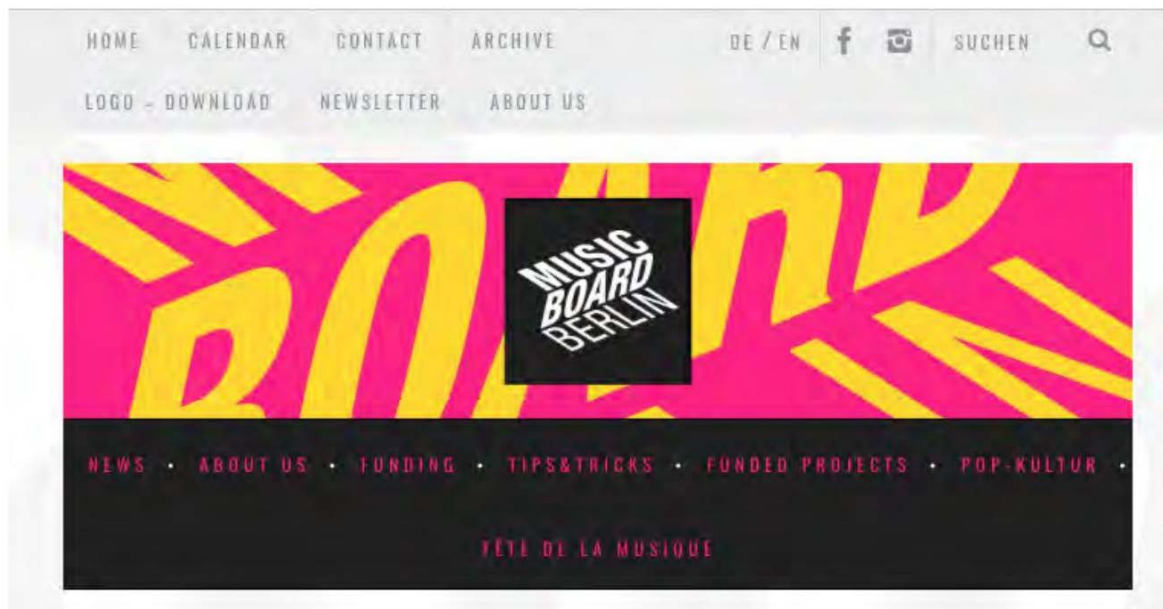 HOME CALENDAR CONTACT ARCHIVE DE / EN f SUCHEN
LOGO – DOWNLOAD NEWSLETTER ABOUT US
BOARD
MUSIC
BOARD
BERLIN
NEWS • ABOUT US • FUNDING • TIPS&TRICKS • FUNDED PROJECTS • POP-KULTUR •
FÊTE DE LA MUSIQUE